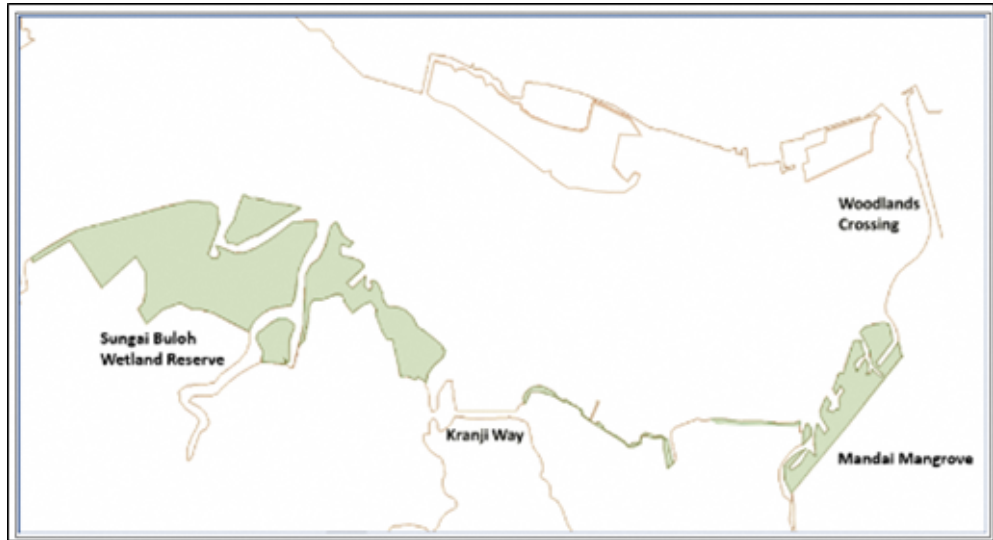 Woodlands
Crossing
Sungai Buloh
Wetland Reserve
Kranji Way
Mandai Mangrove